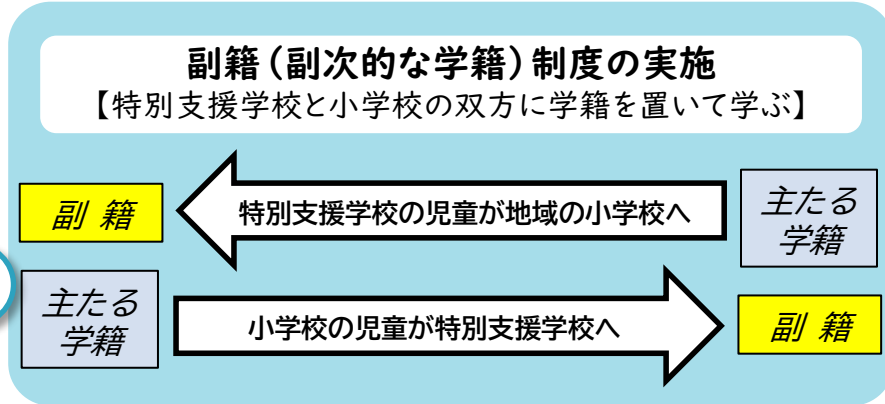 副籍（副次的な学籍）制度の実施
【特別支援学校と小学校の双方に学籍を置いて学ぶ】
副 籍
特別支援学校の児童が地域の小学校へ
主たる
学籍
主たる
学籍
小学校の児童が特別支援学校へ
副 籍